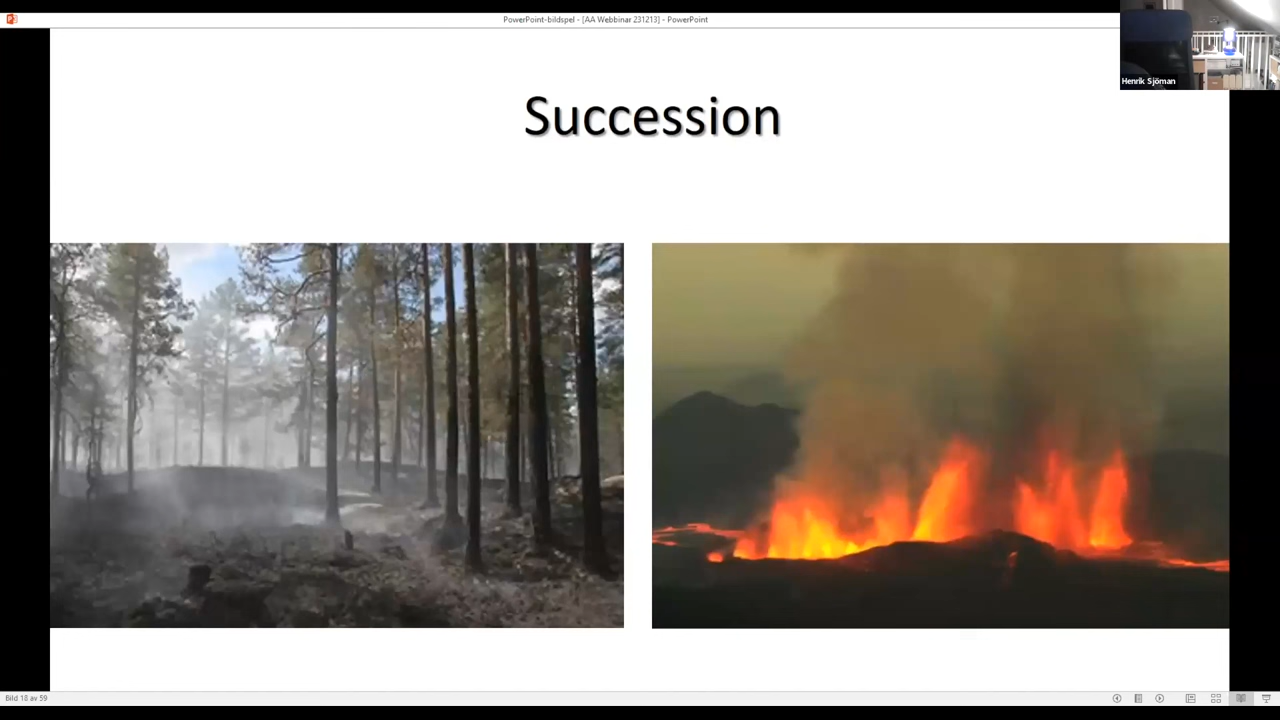 PowerPoint-bildspel - [AA Webbinar 231213] - PowerPoint
Henrik Sjöman
Succession
Bild 18 av 59